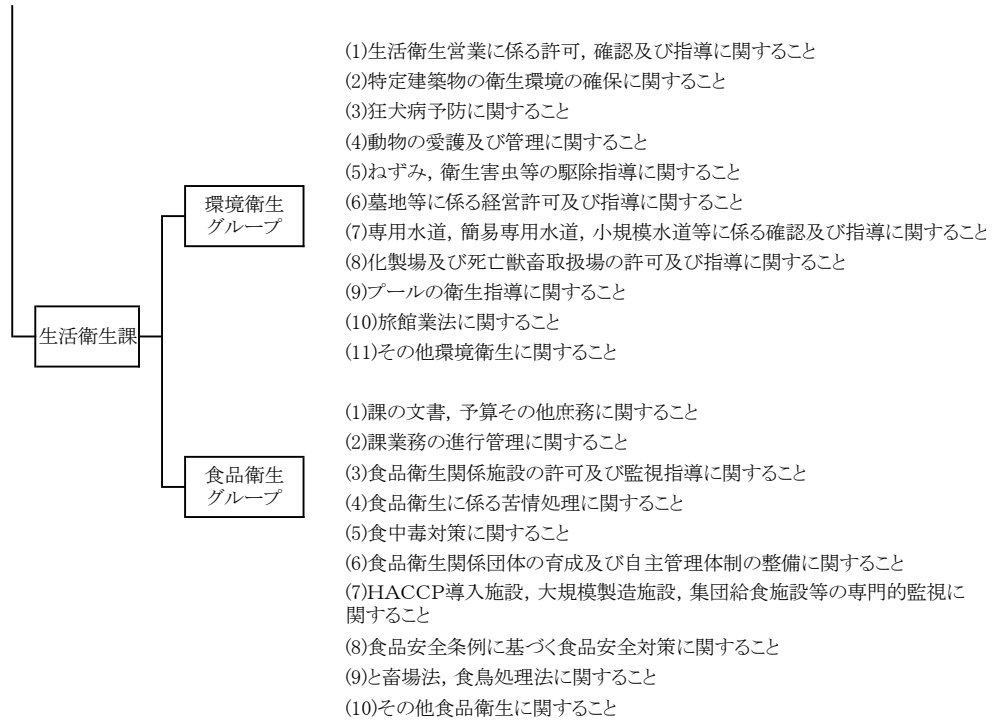 (1)生活衛生営業に係る許可, 確認及び指導に関すること
(2)特定建築物の衛生環境の確保に関すること
(3)狂犬病予防に関すること
(4)動物の愛護及び管理に関すること
(5)ねずみ, 衛生害虫等の駆除指導に関すること
環境衛生
グループ
(6)墓地等に係る経営許可及び指導に関すること
(7)専用水道, 簡易専用水道, 小規模水道等に係る確認及び指導に関すること
(8)化製場及び死亡獣畜取扱場の許可及び指導に関すること
(9)プールの衛生指導に関すること
(10)旅館業法に関すること
(11)その他環境衛生に関すること
生活衛生課
(1)課の文書, 予算その他庶務に関すること
(2)課業務の進行管理に関すること
(3)食品衛生関係施設の許可及び監視指導に関すること
食品衛生
グループ
(4)食品衛生に係る苦情処理に関すること
(5)食中毒対策に関すること
(6)食品衛生関係団体の育成及び自主管理体制の整備に関すること
(7)HACCP導入施設, 大規模製造施設, 集団給食施設等の専門的監視に
関すること
(8)食品安全条例に基づく食品安全対策に関すること
(9)と畜場法, 食鳥処理法に関すること
(10)その他食品衛生に関すること